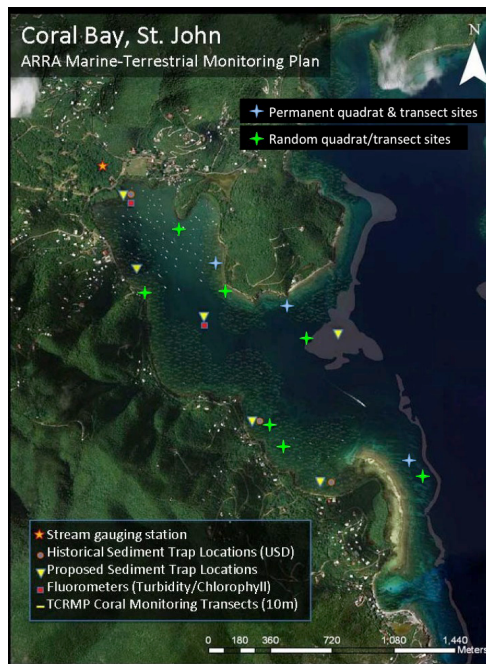 Coral Bay, St. John
ARRA Marine-Terrestrial Monitoring Plan
N
Permanent quadrat & transect sites
Random quadrat/transect sites
Stream gauging station
Historical Sediment Trap Locations (USD)
Proposed Sediment Trap Locations
Fluorometers (Turbidity/Chlorophyll)
TCRMP Coral Monitoring Transects (10m)
0 180 360 720 1,080 1,440
Meters